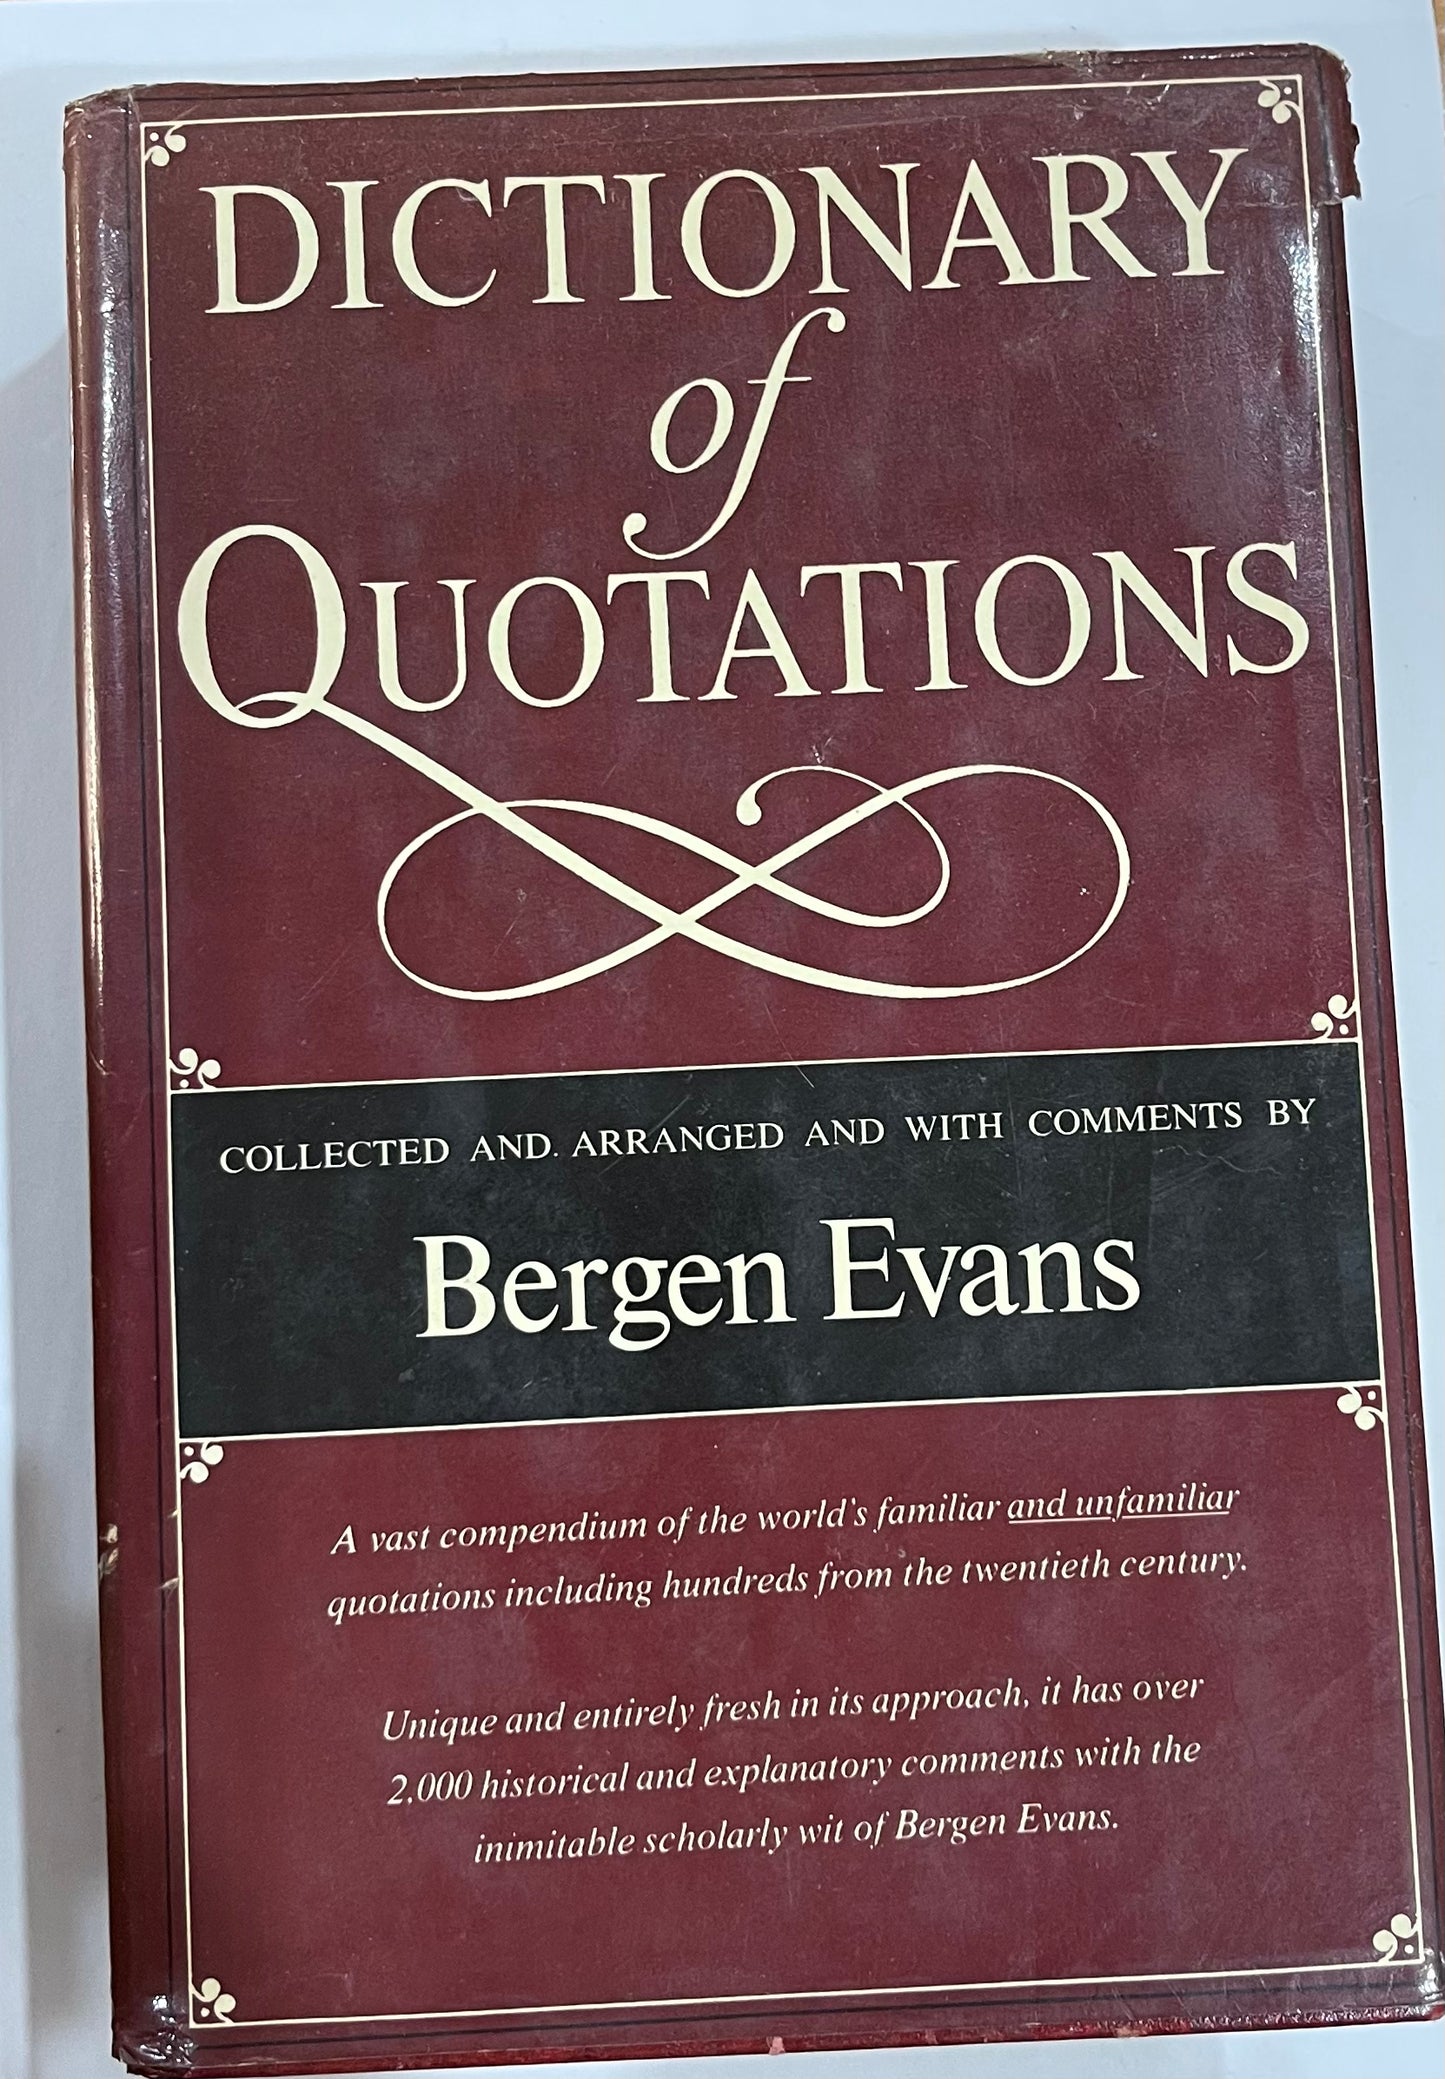 DICTIONARY
of
QUOTATIONS
COLLECTED AND. ARRANGED AND WITH COMMENTS BY
Bergen Evans
A vast compendium of the world's familiar and unfamiliar
quotations including hundreds from the twentieth century.
Unique and entirely fresh in its approach, it has over
2,000 historical and explanatory comments with the
inimitable scholarly wit of Bergen Evans.